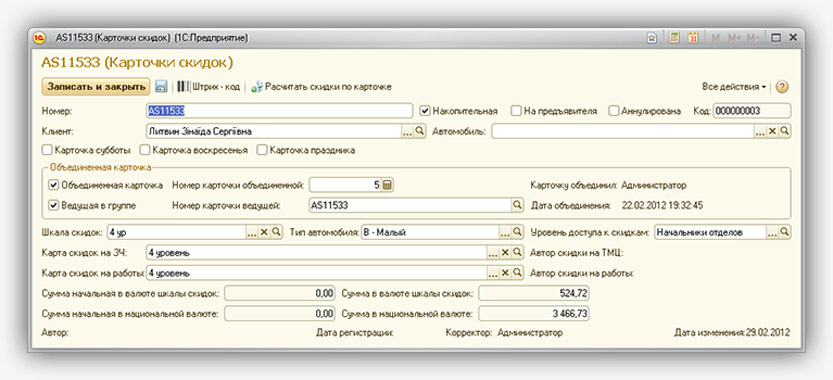 AS11533 (Карточки скидок) (1С:Предприятие) M M+ M-
AS11533 (Карточки скидок)
Записать и закрыть Штрих - код Расчитать скидки по карточке Все действия ?
Номер: AS11533 Накопительная На предъявителя Аннулирована Код: 000000003
Клиент: Литвин Зінаїда Сергіївна ... Автомобиль: ... X
Карточка субботы Карточка воскресенья Карточка праздника
Объединенная карточка
Объединенная карточка Номер карточки объединенной: 5 Карточку объединил: Администратор
Ведущая в группе Номер карточки ведущей: AS11533 Дата объединения: 22.02.2012 19:32:45
Шкала скидок: 4 ур ... X Тип автомобиля: B - Малый ... X Уровень доступа к скидкам: Начальники отделов ...
Карта скидок на ЗЧ: 4 уровень ... X Автор скидки на ТМЦ:
Карта скидок на работы: 4 уровень ... X Автор скидки на работы:
Сумма начальная в валюте шкалы скидок: 0,00 Сумма в валюте шкалы скидок: 524,72
Сумма начальная в национальной валюте: 0,00 Сумма в национальной валюте: 3 466,73
Автор: Дата регистрации: Корректор: Администратор Дата изменения: 29.02.2012